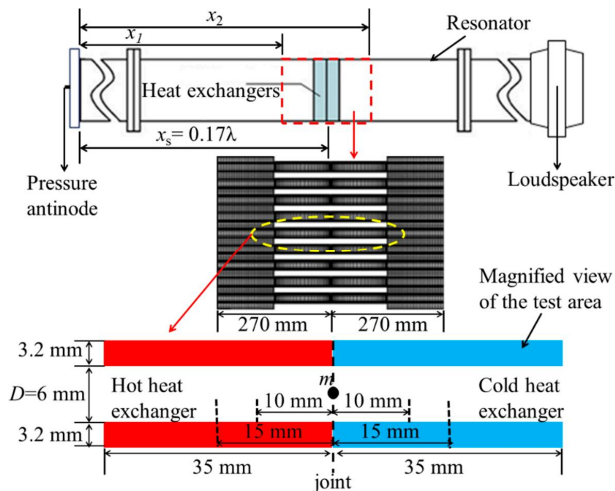 x2
x1
Resonator
Heat exchangers
xs= 0.17λ
Pressure
antinode
Loudspeaker
270 mm
270 mm
Magnified view
of the test area
3.2 mm
m
D=6 mm
Hot heat
exchanger
10 mm
10 mm
Cold heat
exchanger
15 mm
15 mm
3.2 mm
35 mm
35 mm
joint